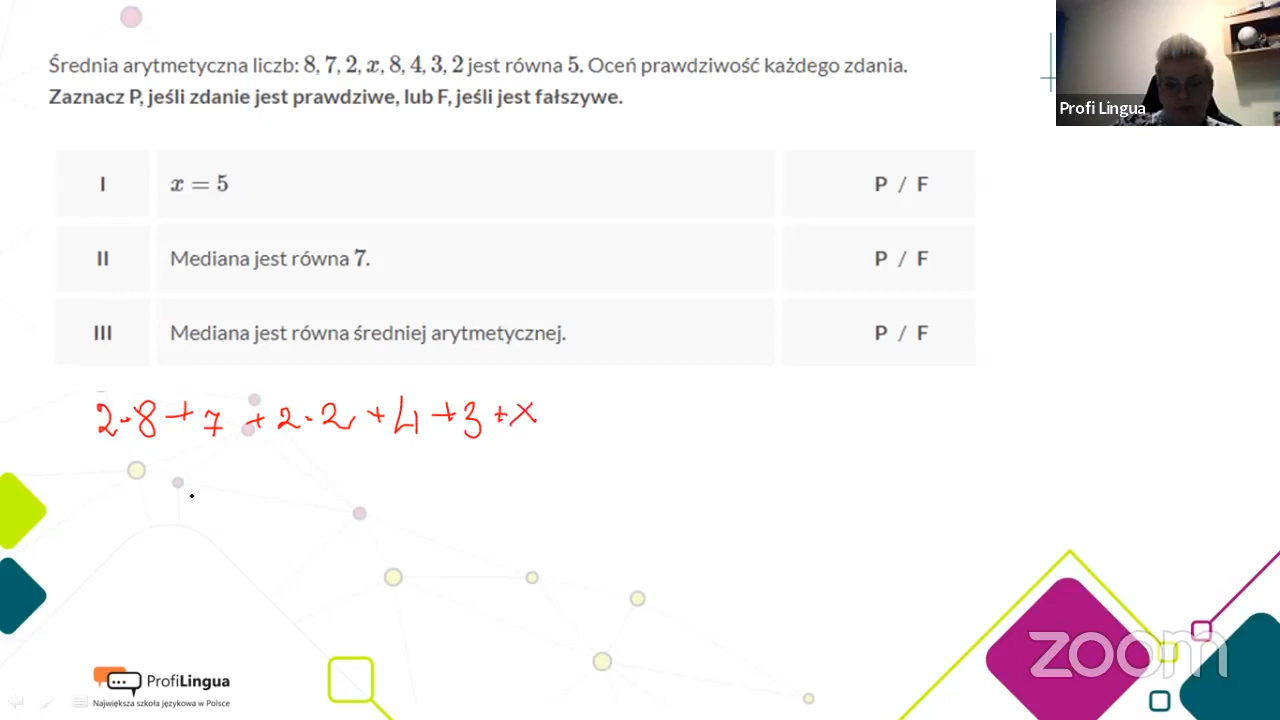 Średnia arytmetyczna liczb: 8, 7, 2, x, 8, 4, 3, 2 jest równa 5. Oceń prawdziwość każdego zdania.
Zaznacz P, jeśli zdanie jest prawdziwe, lub F, jeśli jest fałszywe.
Profi Lingua
I x = 5 P / F
II Mediana jest równa 7. P / F
III Mediana jest równa średniej arytmetycznej. P / F
2·8+7+2·2+4+3+x
zoom
ProfiLingua
Największa szkoła językowa w Polsce